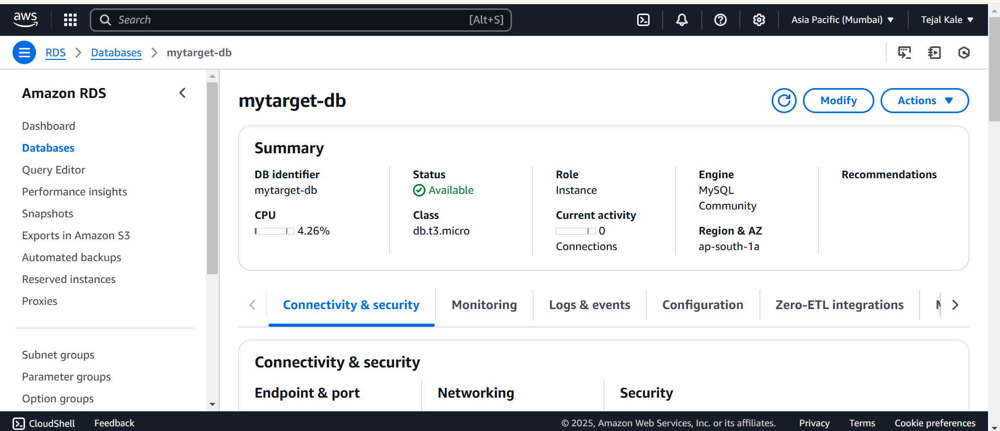 aws
Search [Alt+S]
Asia Pacific (Mumbai)
Tejal Kale
RDS
Databases
mytarget-db
Amazon RDS
Dashboard
Databases
Query Editor
Performance insights
Snapshots
Exports in Amazon S3
Automated backups
Reserved instances
Proxies
Subnet groups
Parameter groups
Option groups
mytarget-db
Modify
Actions
Summary
DB identifier
mytarget-db
CPU
4.26%
Status
Available
Class
db.t3.micro
Role
Instance
Current activity
0
Connections
Engine
MySQL
Community
Region & AZ
ap-south-1a
Recommendations
Connectivity & security
Monitoring
Logs & events
Configuration
Zero-ETL integrations
Connectivity & security
Endpoint & port
Networking
Security
CloudShell
Feedback
© 2025, Amazon Web Services, Inc. or its affiliates.
Privacy
Terms
Cookie preferences